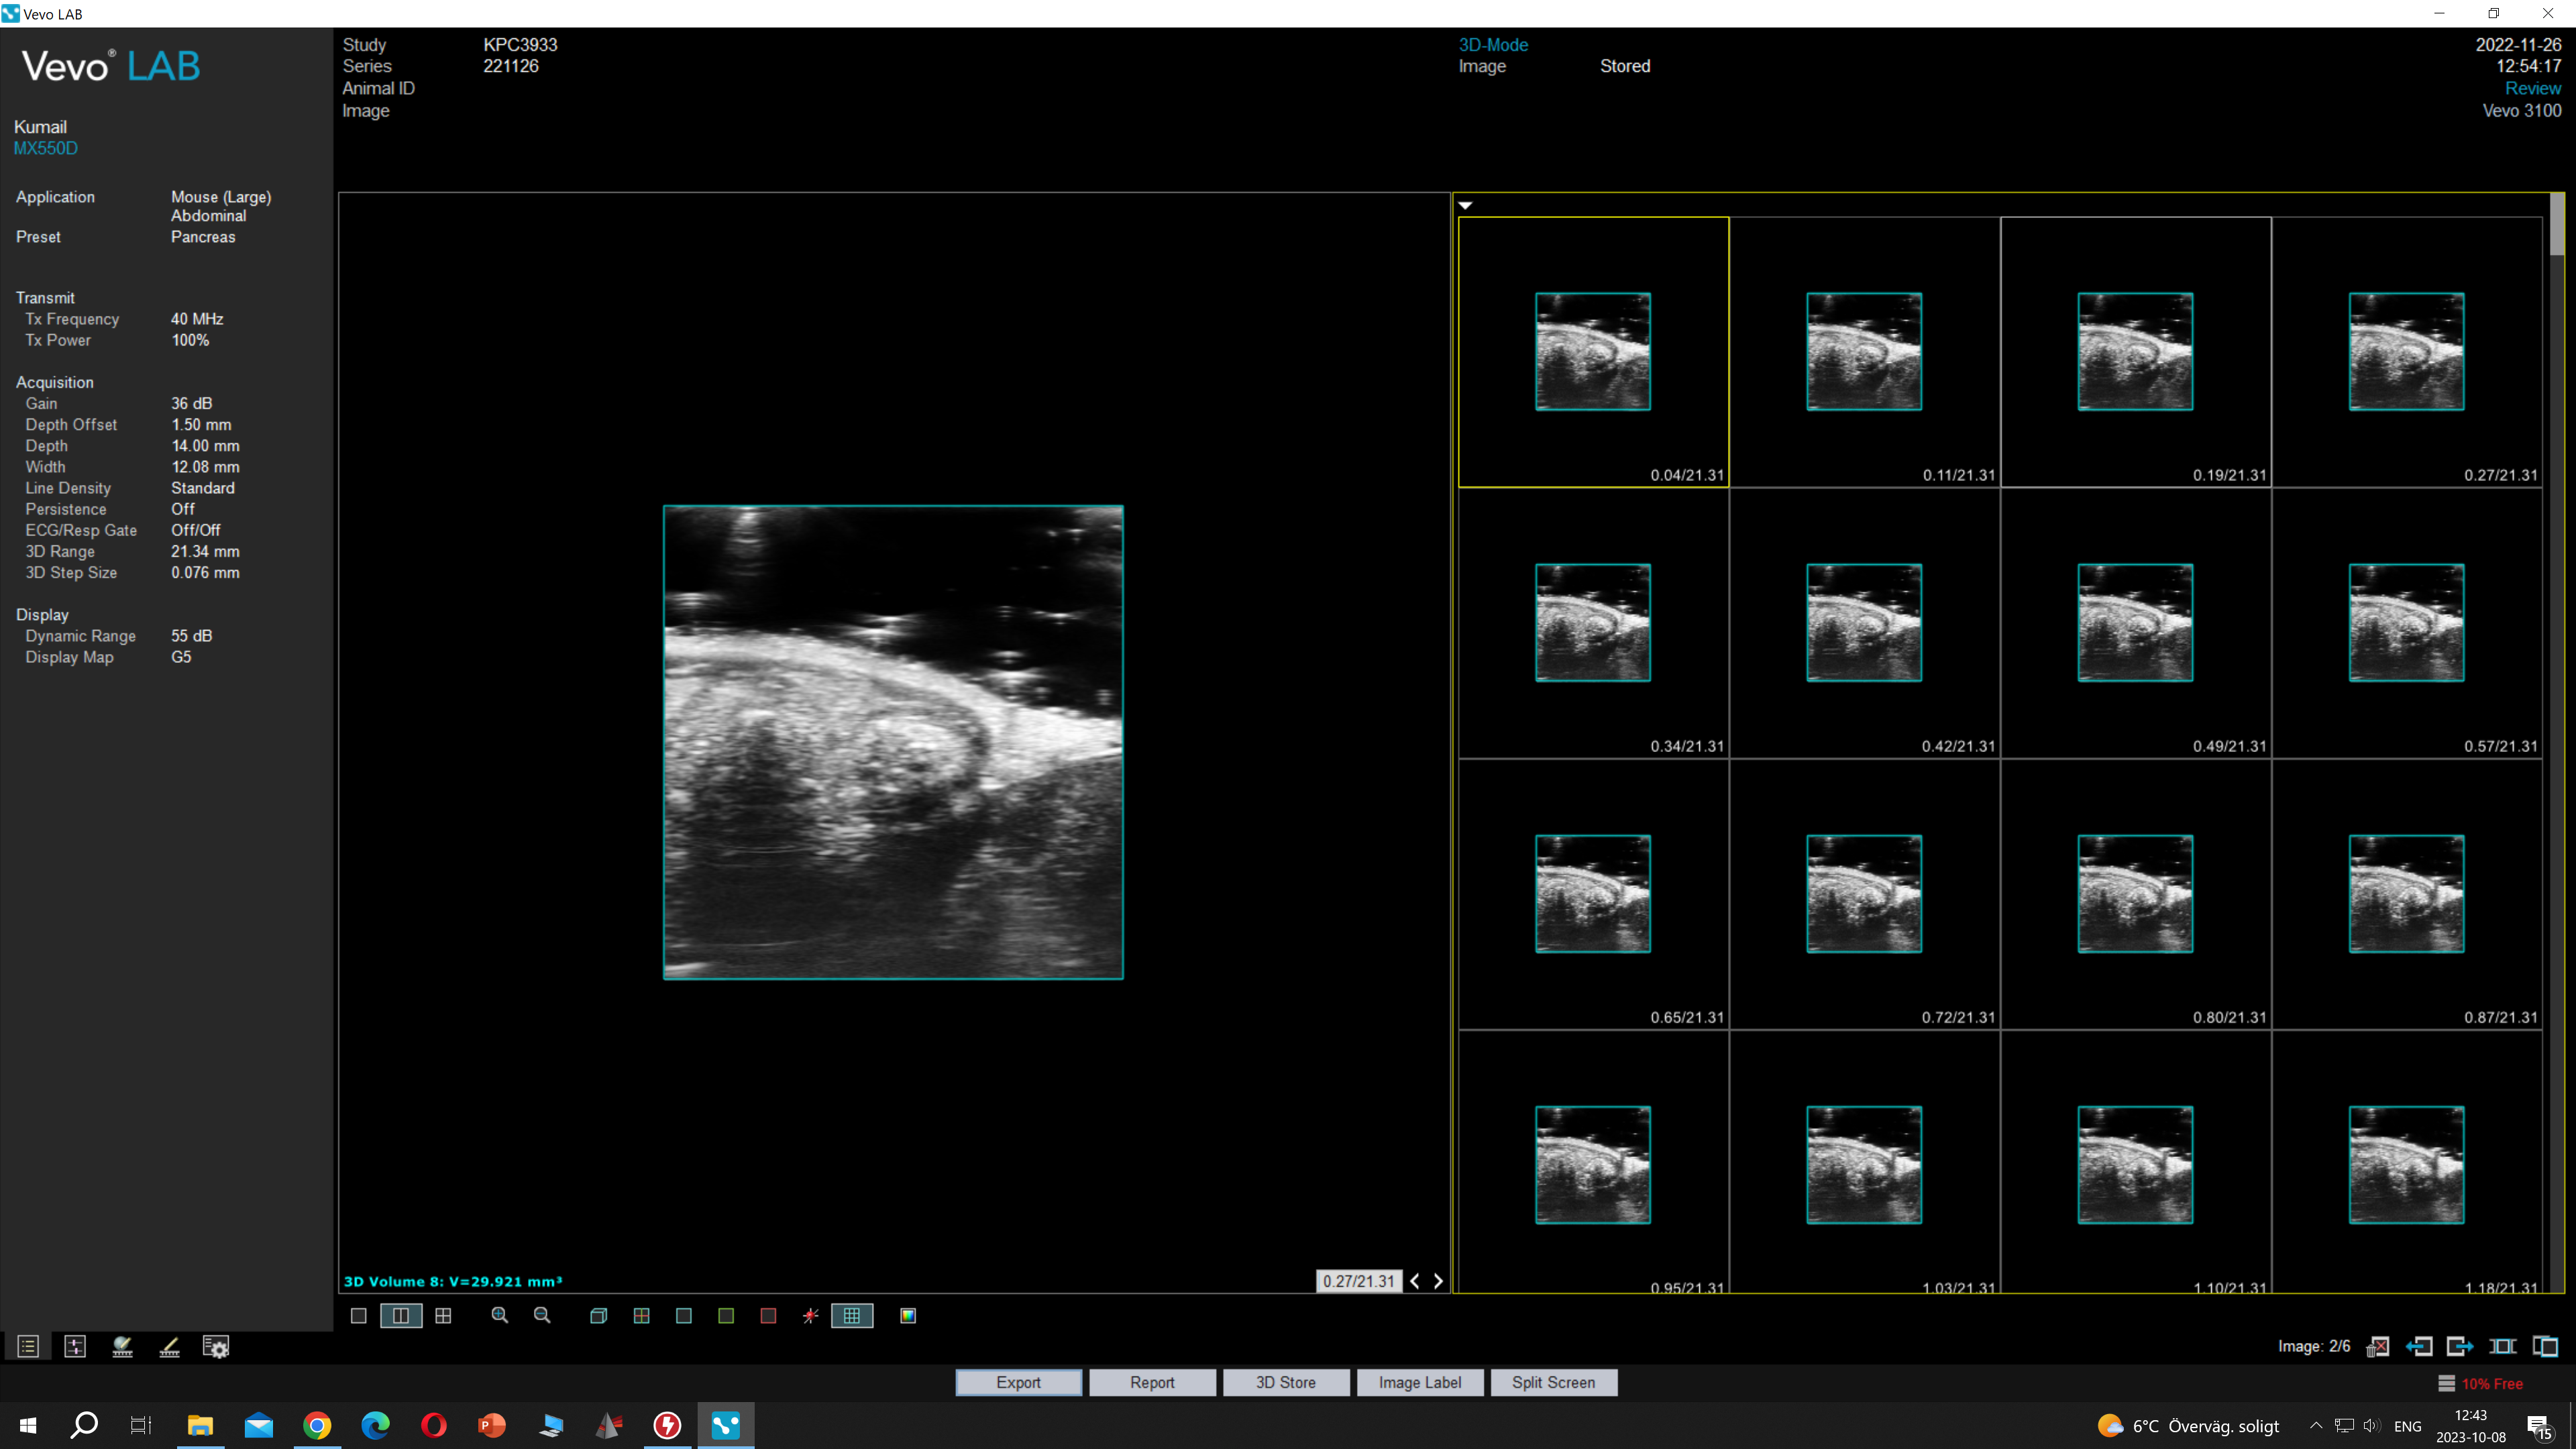 Vevo LAB
Vevo® LAB
Kumail
MX550D
Application Mouse (Large)
Abdominal
Preset Pancreas
Transmit
Tx Frequency 40 MHz
Tx Power 100%
Acquisition
Gain 36 dB
Depth Offset 1.50 mm
Depth 14.00 mm
Width 12.08 mm
Line Density Standard
Persistence Off
ECG/Resp Gate Off/Off
3D Range 21.34 mm
3D Step Size 0.076 mm
Display
Dynamic Range 55 dB
Display Map G5
Study KPC3933
Series 221126
Animal ID
Image
3D-Mode
Image Stored
2022-11-26
12:54:17
Review
Vevo 3100
0.04/21.31 0.11/21.31 0.19/21.31 0.27/21.31
0.34/21.31 0.42/21.31 0.49/21.31 0.57/21.31
0.65/21.31 0.72/21.31 0.80/21.31 0.87/21.31
0.95/21.31 1.03/21.31 1.10/21.31 1.18/21.31
3D Volume 8: V=29.921 mm³
0.27/21.31
Image: 2/6
Export Report 3D Store Image Label Split Screen
10% Free
P
6°C Överväg. soligt
ENG
12:43
2023-10-08
15